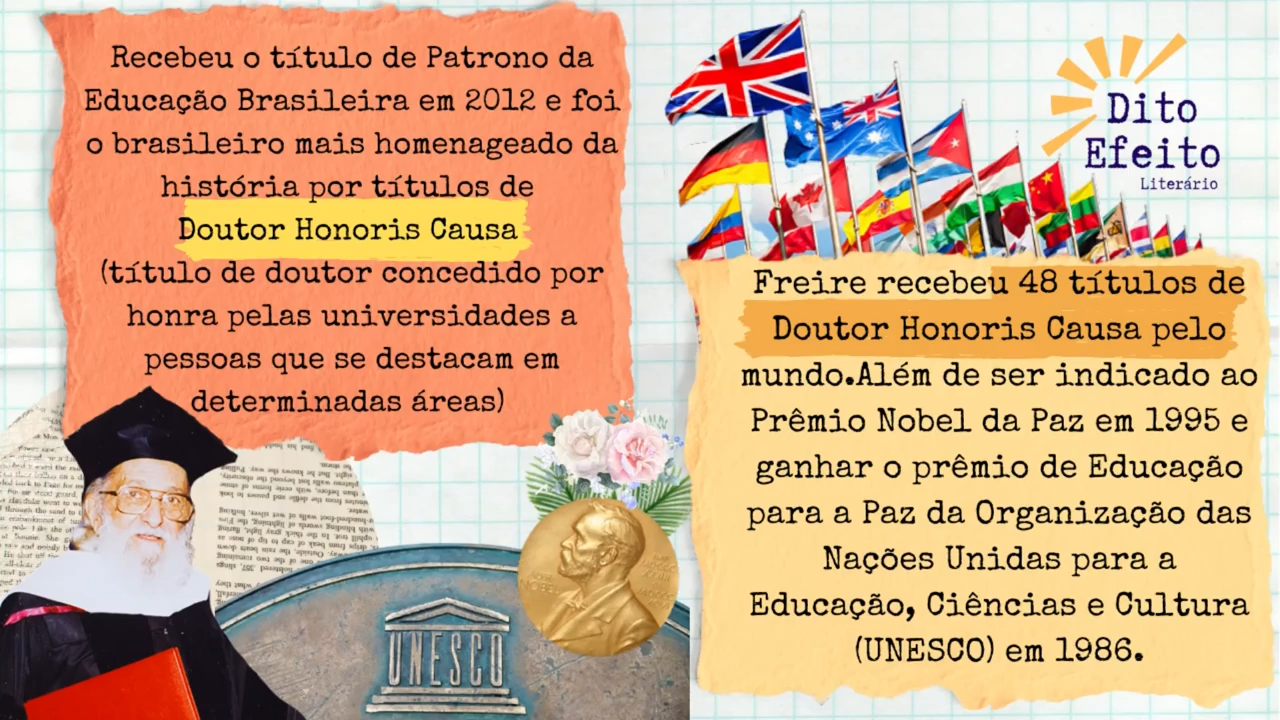 Recebeu o título de Patrono da
Educação Brasileira em 2012 e foi
o brasileiro mais homenageado da
história por títulos de
Doutor Honoris Causa
(título de doutor concedido por
honra pelas universidades a
pessoas que se destacam em
determinadas áreas)
UNESCO
Dito
Efeito
Literário
Freire recebeu 48 títulos de
Doutor Honoris Causa pelo
mundo.Além de ser indicado ao
Prêmio Nobel da Paz em 1995 e
ganhar o prêmio de Educação
para a Paz da Organização das
Nações Unidas para a
Educação, Ciências e Cultura
(UNESCO) em 1986.